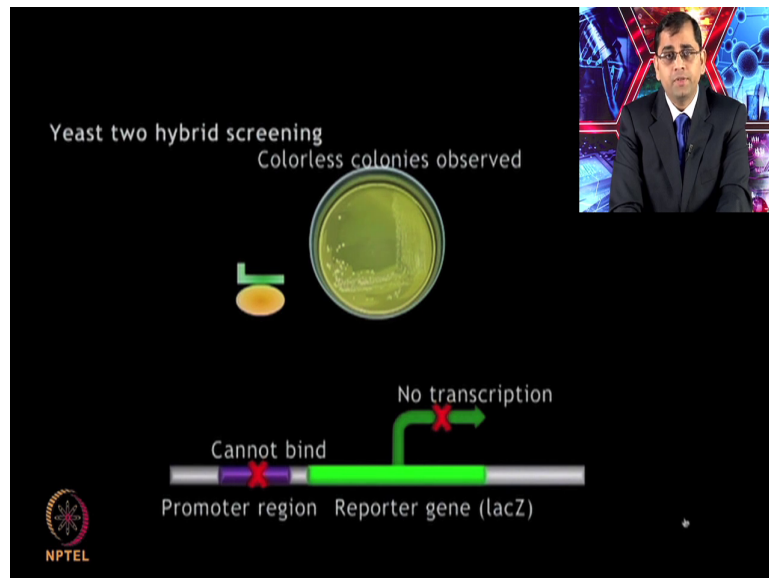 Yeast two hybrid screening
Colorless colonies observed
No transcription
Cannot bind
Promoter region Reporter gene (lacZ)
NPTEL